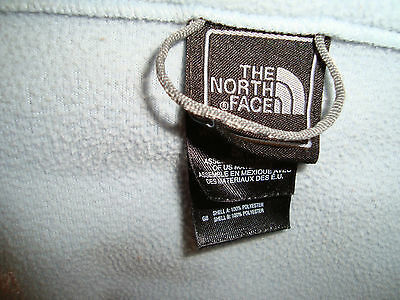 THE
NORTH
FACE
ASSE
OF US MA
ASSEMBLE EN MEXIQUE AVEC
DES MATERIAUX DES É.U.
SHELL A: 100% POLYESTER
G8 SHELL B: 100% POLYESTER